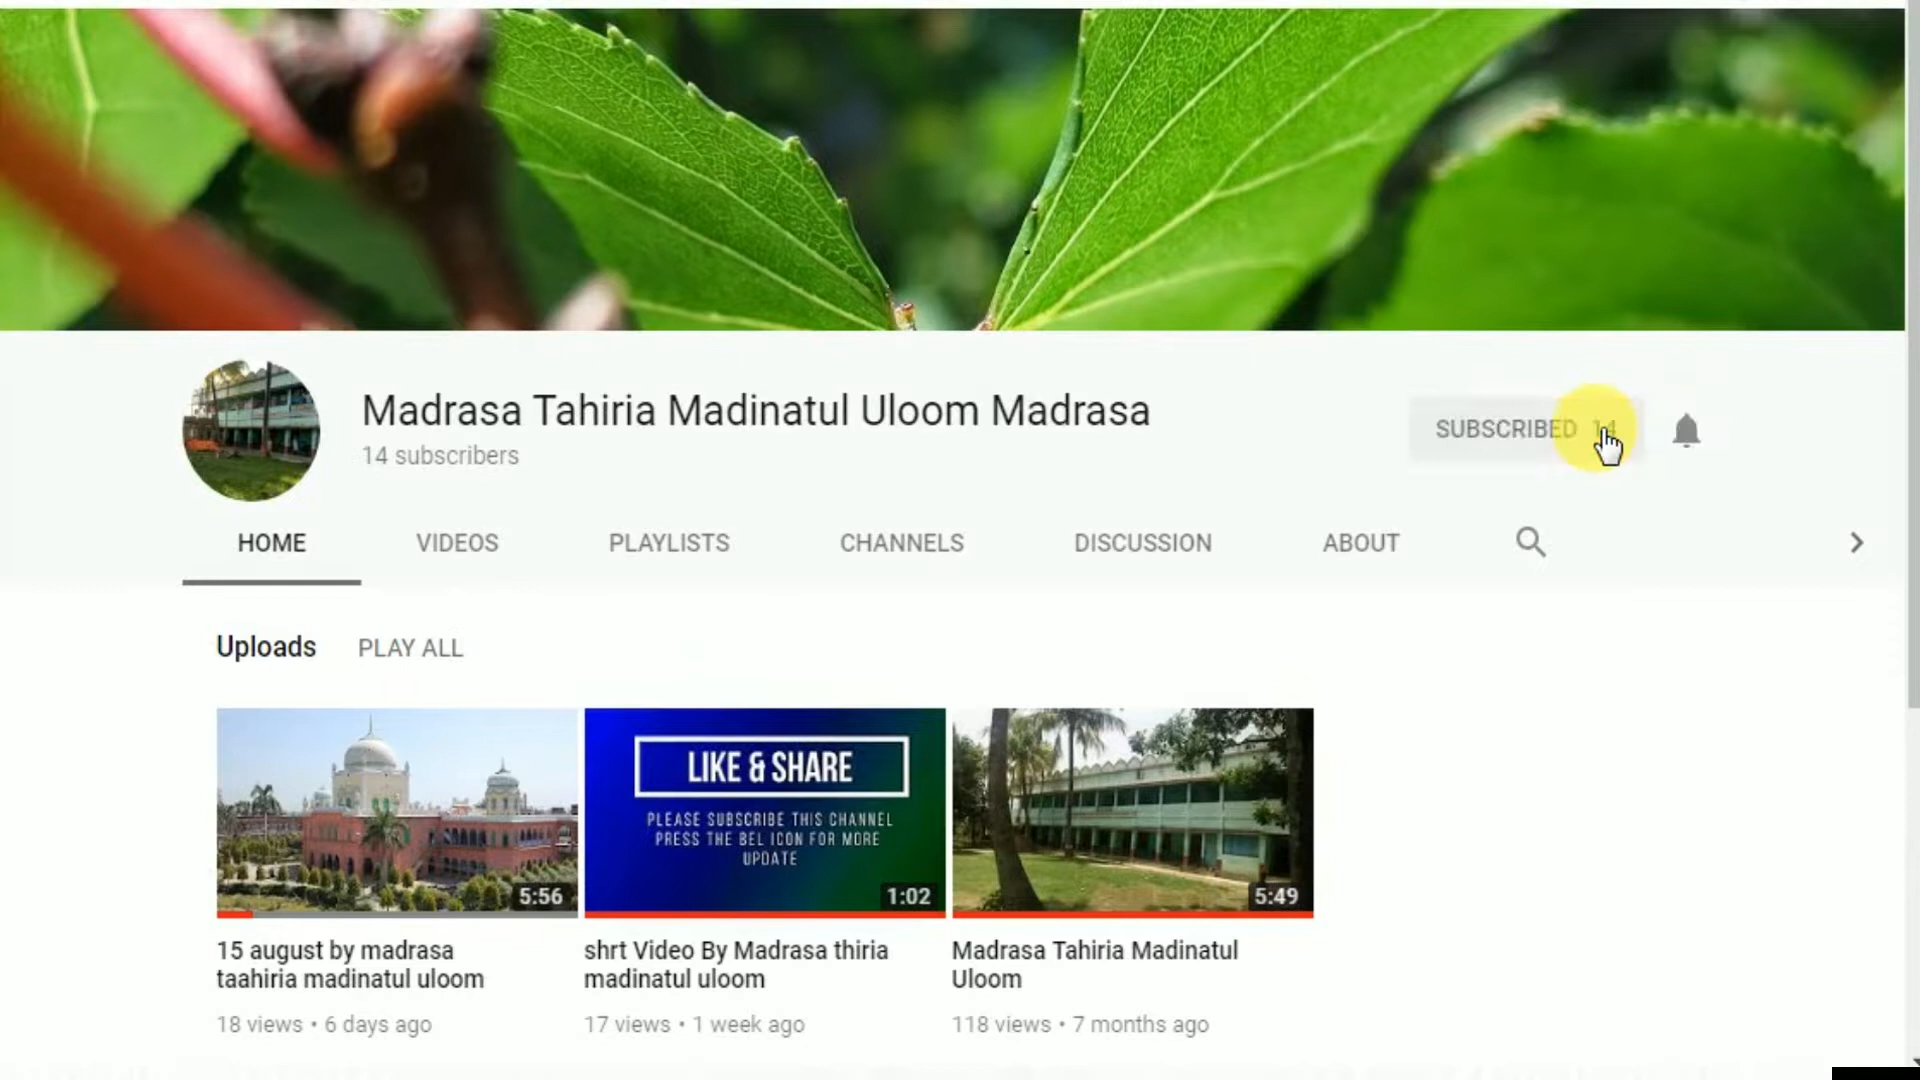 Madrasa Tahiria Madinatul Uloom Madrasa
14 subscribers
SUBSCRIBED 14
HOME VIDEOS PLAYLISTS CHANNELS DISCUSSION ABOUT
Uploads PLAY ALL
LIKE & SHARE
PLEASE SUBSCRIBE THIS CHANNEL
PRESS THE BEL ICON FOR MORE
UPDATE
5:56
1:02
5:49
15 august by madrasa
taahiria madinatul uloom
18 views • 6 days ago
shrt Video By Madrasa thiria
madinatul uloom
17 views • 1 week ago
Madrasa Tahiria Madinatul
Uloom
118 views • 7 months ago